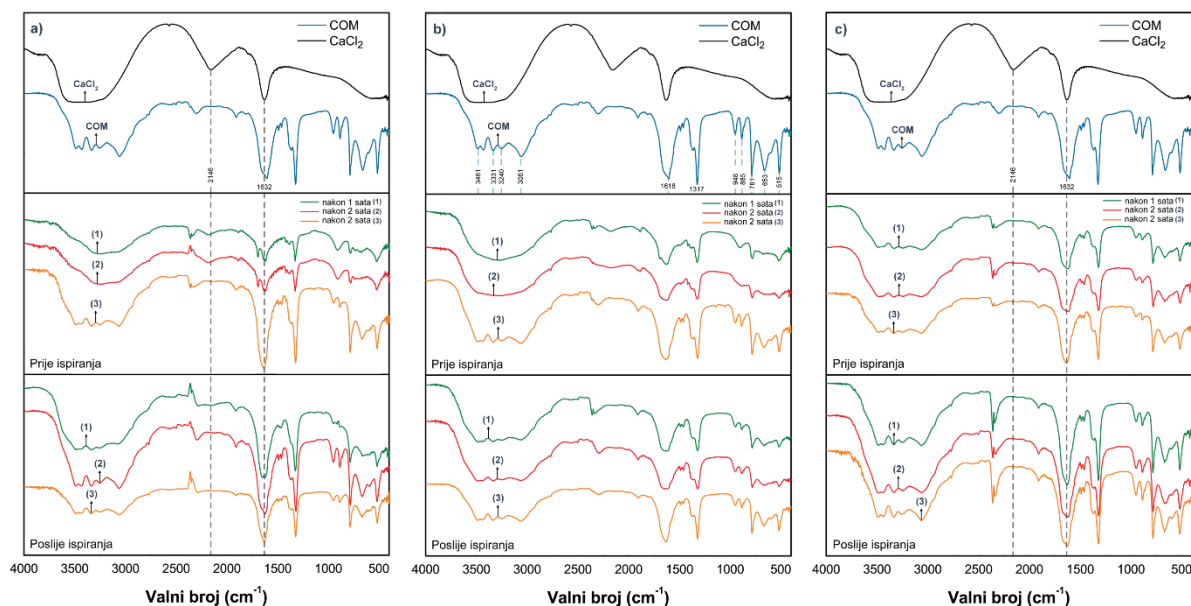 a)
COM
CaCl₂
CaCl₂
COM
2146
1632
nakon 1 sata (1)
nakon 2 sata (2)
nakon 2 sata (3)
(1)
(2)
(3)
Prije ispiranja
(1)
(2)
(3)
Poslije ispiranja
4000 3500 3000 2500 2000 1500 1000 500
Valni broj (cm⁻¹)
b)
COM
CaCl₂
CaCl₂
COM
3481 3331 3240 3061 1618 1317 946 885 781 653 515
nakon 1 sata (1)
nakon 2 sata (2)
nakon 2 sata (3)
(1)
(2)
(3)
Prije ispiranja
(1)
(2)
(3)
Poslije ispiranja
4000 3500 3000 2500 2000 1500 1000 500
Valni broj (cm⁻¹)
c)
COM
CaCl₂
CaCl₂
COM
2146
1632
nakon 1 sata (1)
nakon 2 sata (2)
nakon 2 sata (3)
(1)
(2)
(3)
Prije ispiranja
(1)
(2)
(3)
Poslije ispiranja
4000 3500 3000 2500 2000 1500 1000 500
Valni broj (cm⁻¹)